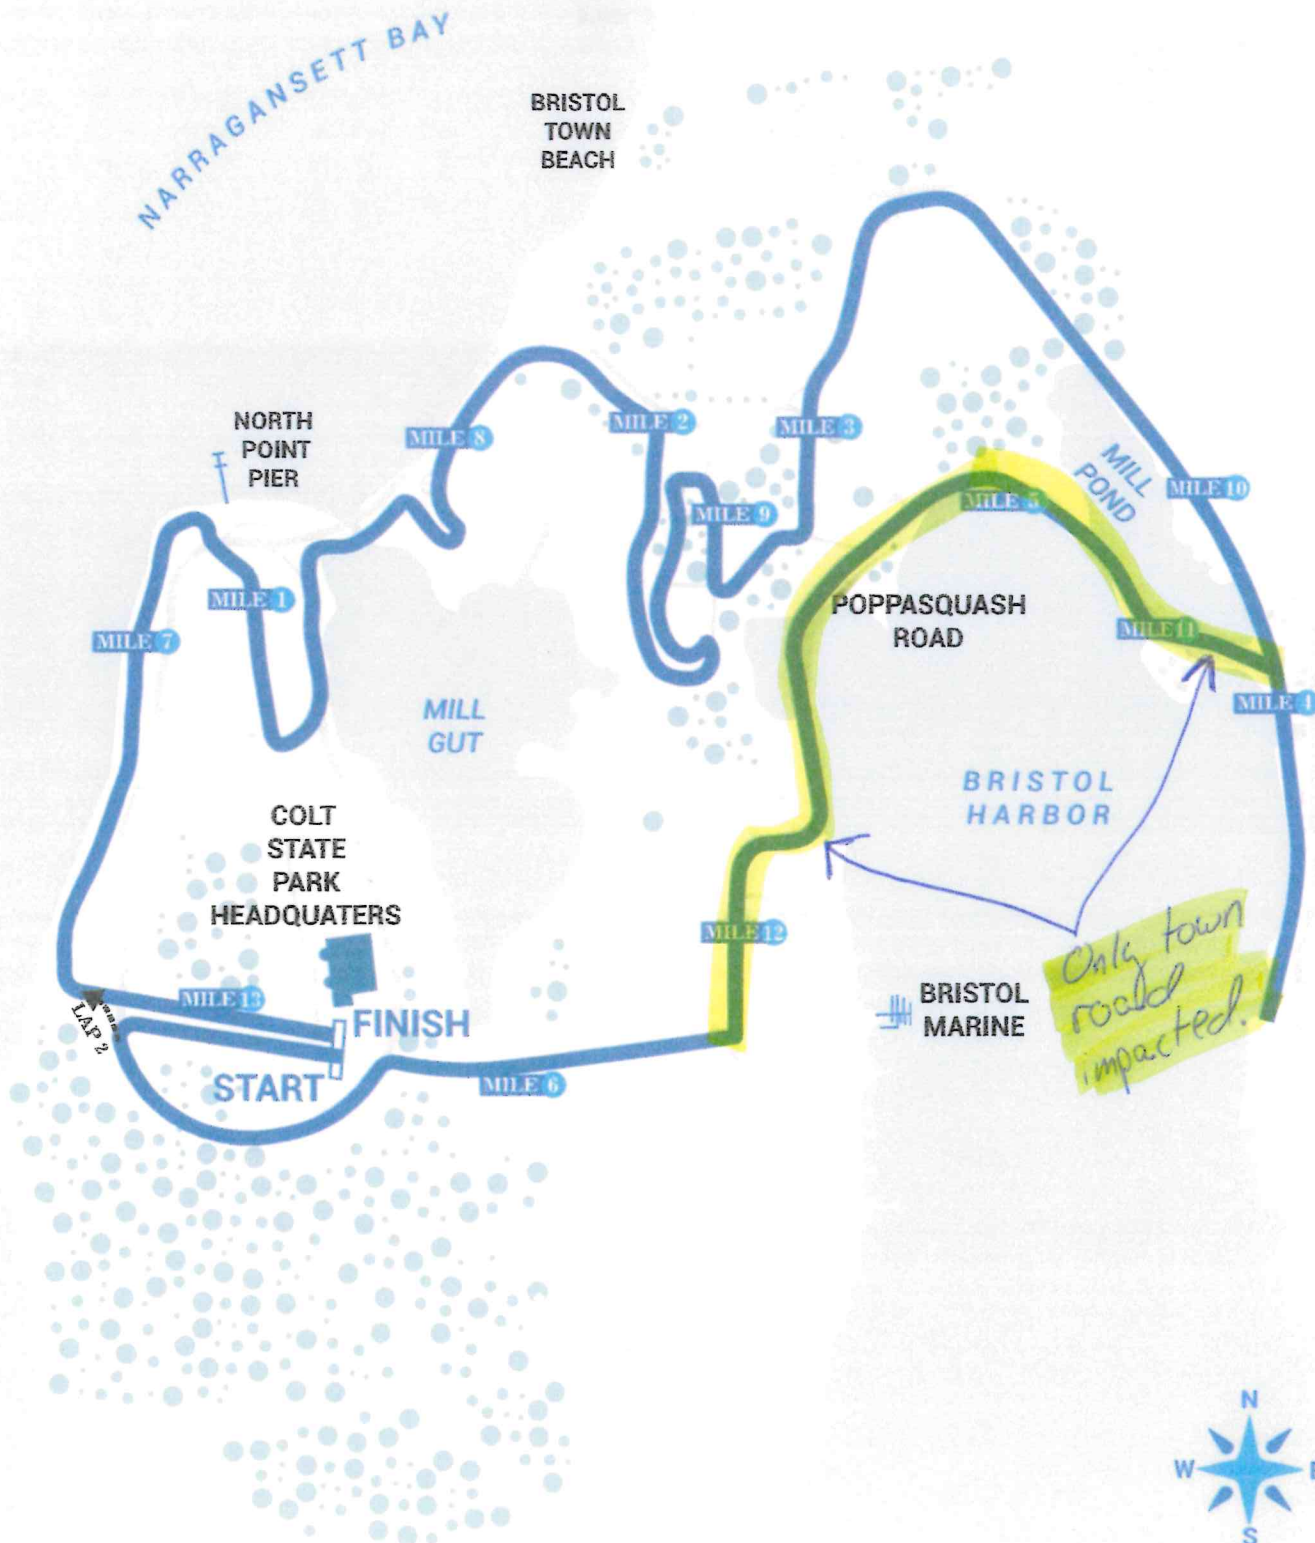 NARRAGANSETT BAY
BRISTOL
TOWN
BEACH
NORTH
POINT
PIER
MILE 8
MILE 2
MILE 3
MILL
POND
MILE 10
MILE 9
MILE 5
MILE 1
MILE 7
POPPASQUASH
ROAD
MILE 11
MILE 4
MILL
GUT
BRISTOL
HARBOR
COLT
STATE
PARK
HEADQUATERS
MILE 12
Only town
road
impacted.
BRISTOL
MARINE
MILE 13
LAP 2
FINISH
START
MILE 6
N
W
E
S